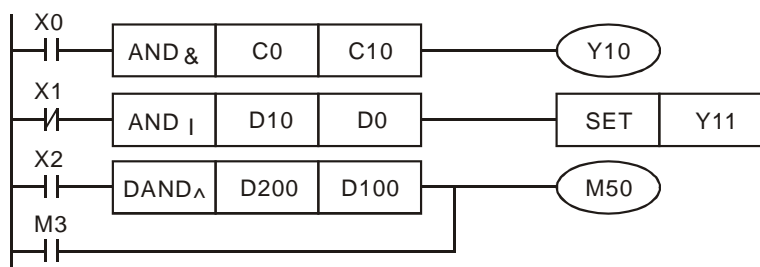 X0
AND & C0 C10 Y10
X1
AND | D10 D0 SET Y11
X2
DAND^ D200 D100 M50
M3